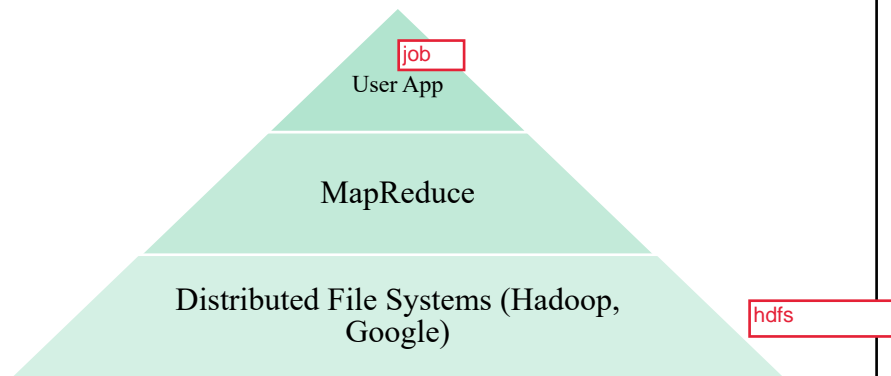 job
User App
MapReduce
Distributed File Systems (Hadoop,
Google)
hdfs